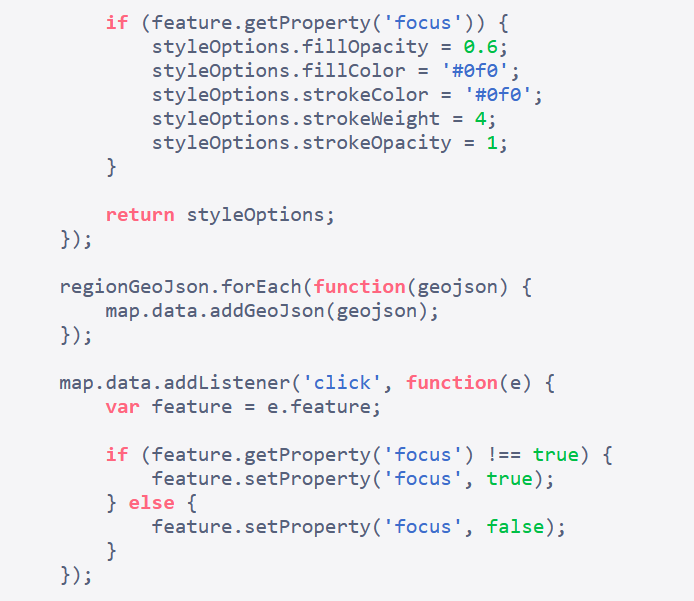 if (feature.getProperty('focus')) {
styleOptions.fillOpacity = 0.6;
styleOptions.fillColor = '#0f0';
styleOptions.strokeColor = '#0f0';
styleOptions.strokeWeight = 4;
styleOptions.strokeOpacity = 1;
}
return styleOptions;
});
regionGeoJson.forEach(function(geojson) {
map.data.addGeoJson(geojson);
});
map.data.addListener('click', function(e) {
var feature = e.feature;
if (feature.getProperty('focus') !== true) {
feature.setProperty('focus', true);
} else {
feature.setProperty('focus', false);
}
});